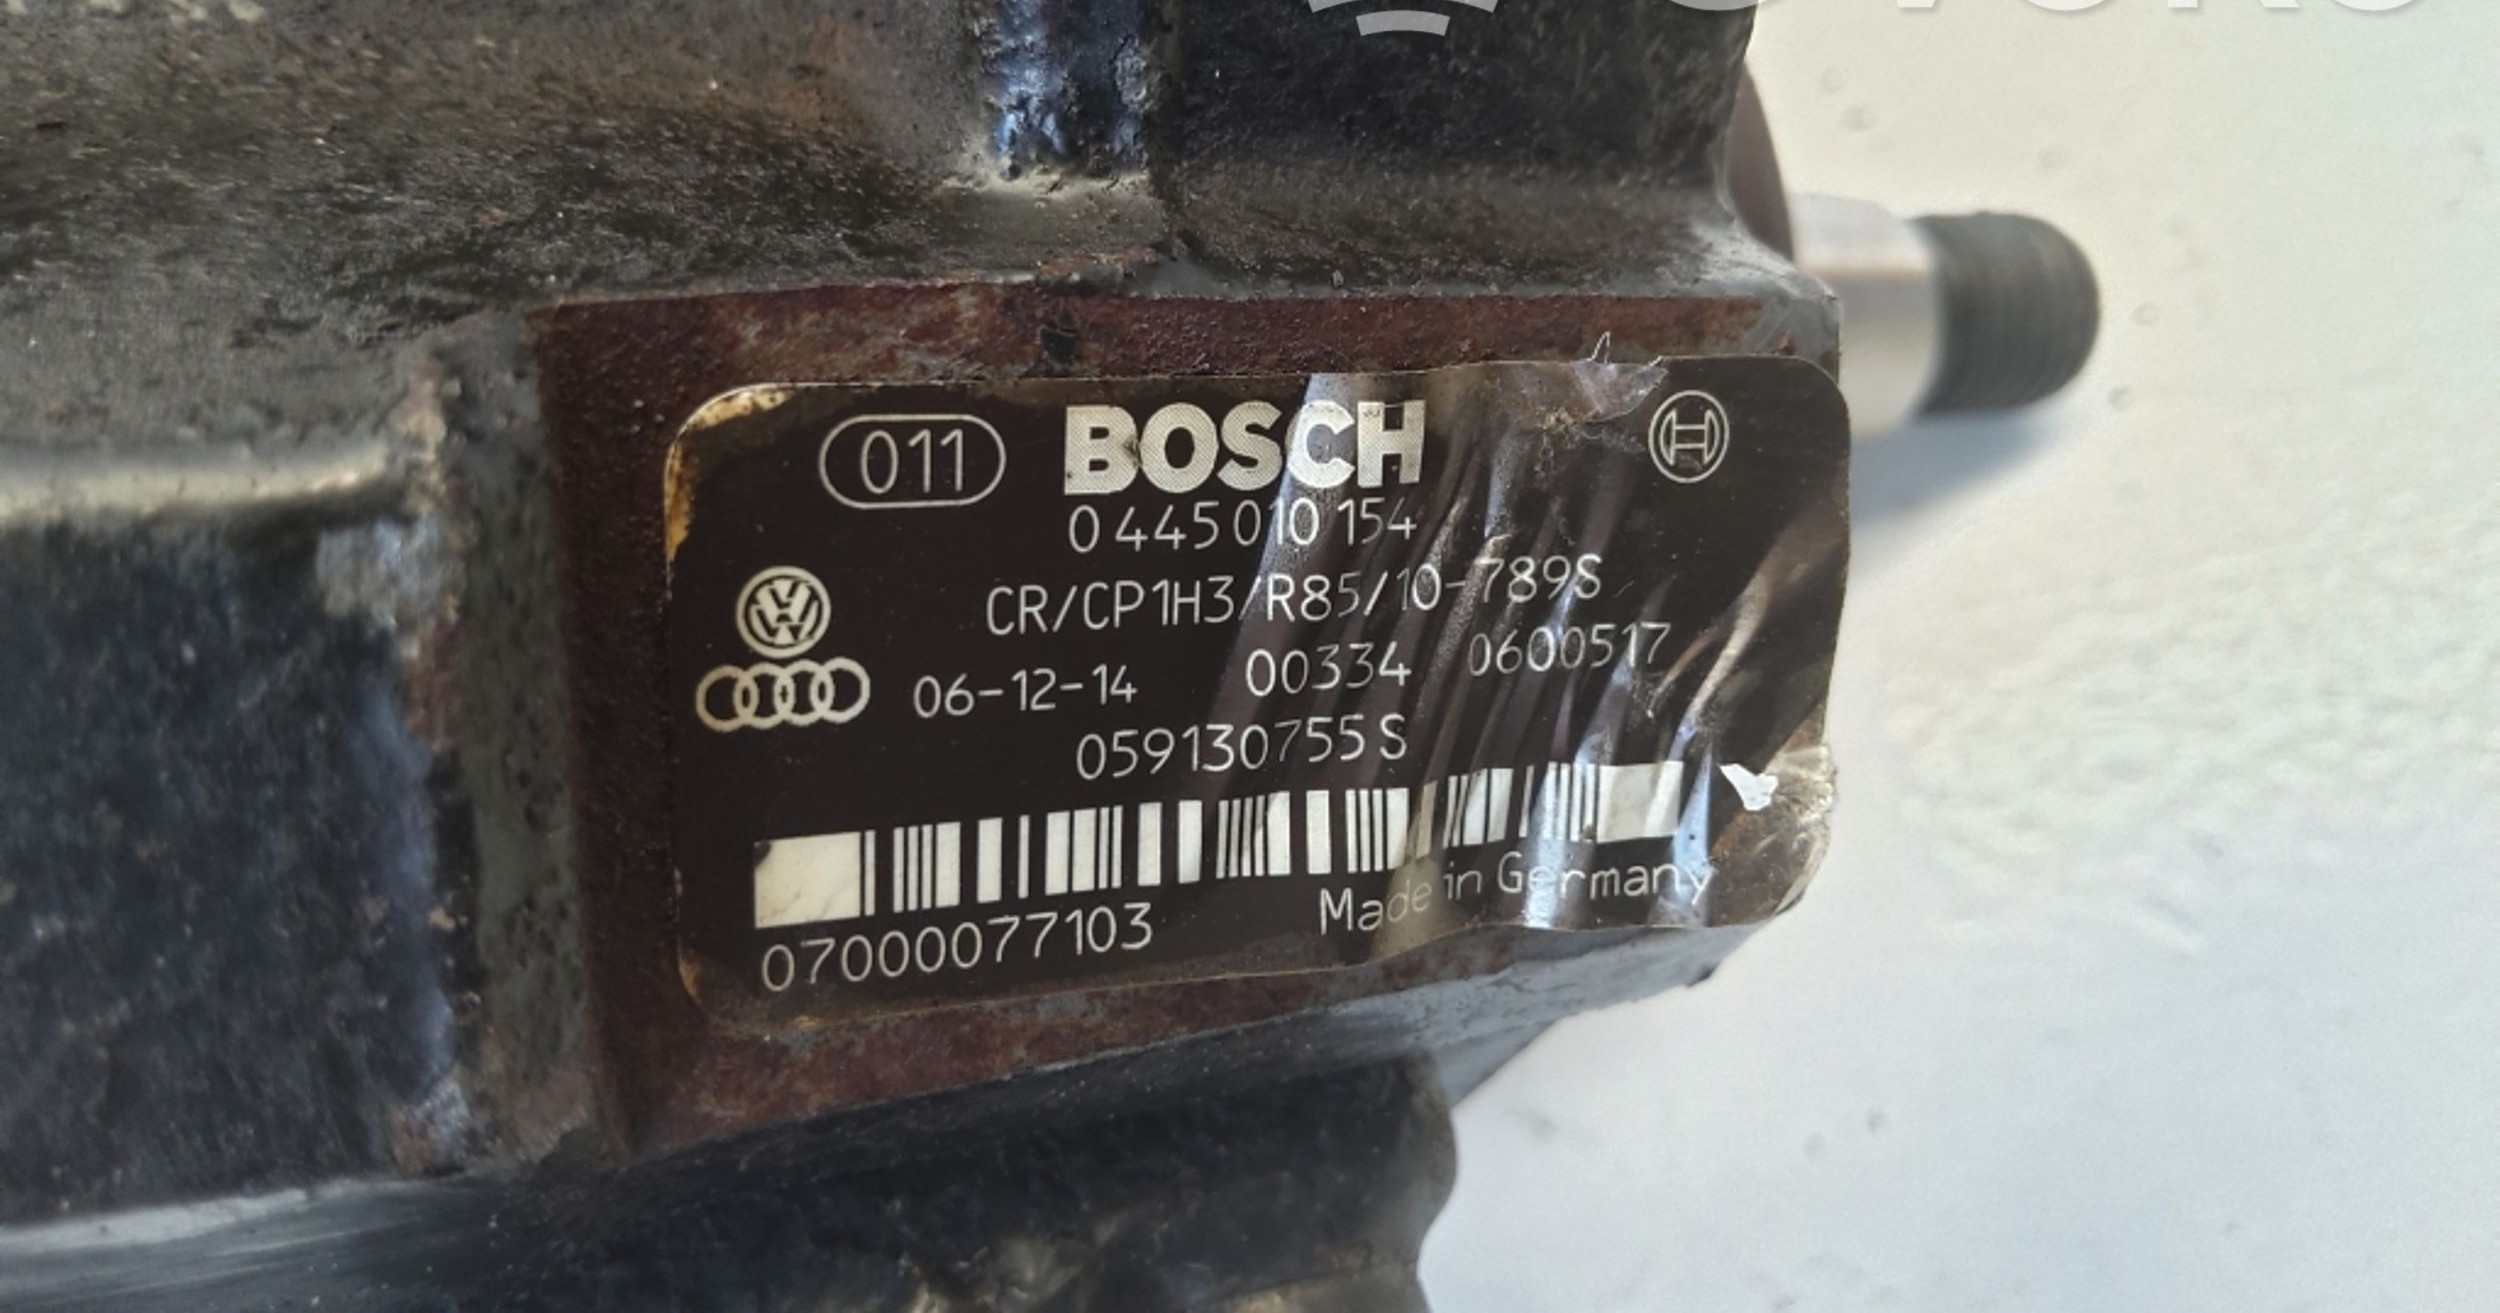 011 BOSCH
0 445 010 154
CR/CP1H3/R85/10-789S
06-12-14 00334 0600517
059130755 S
07000077103 Made in Germany